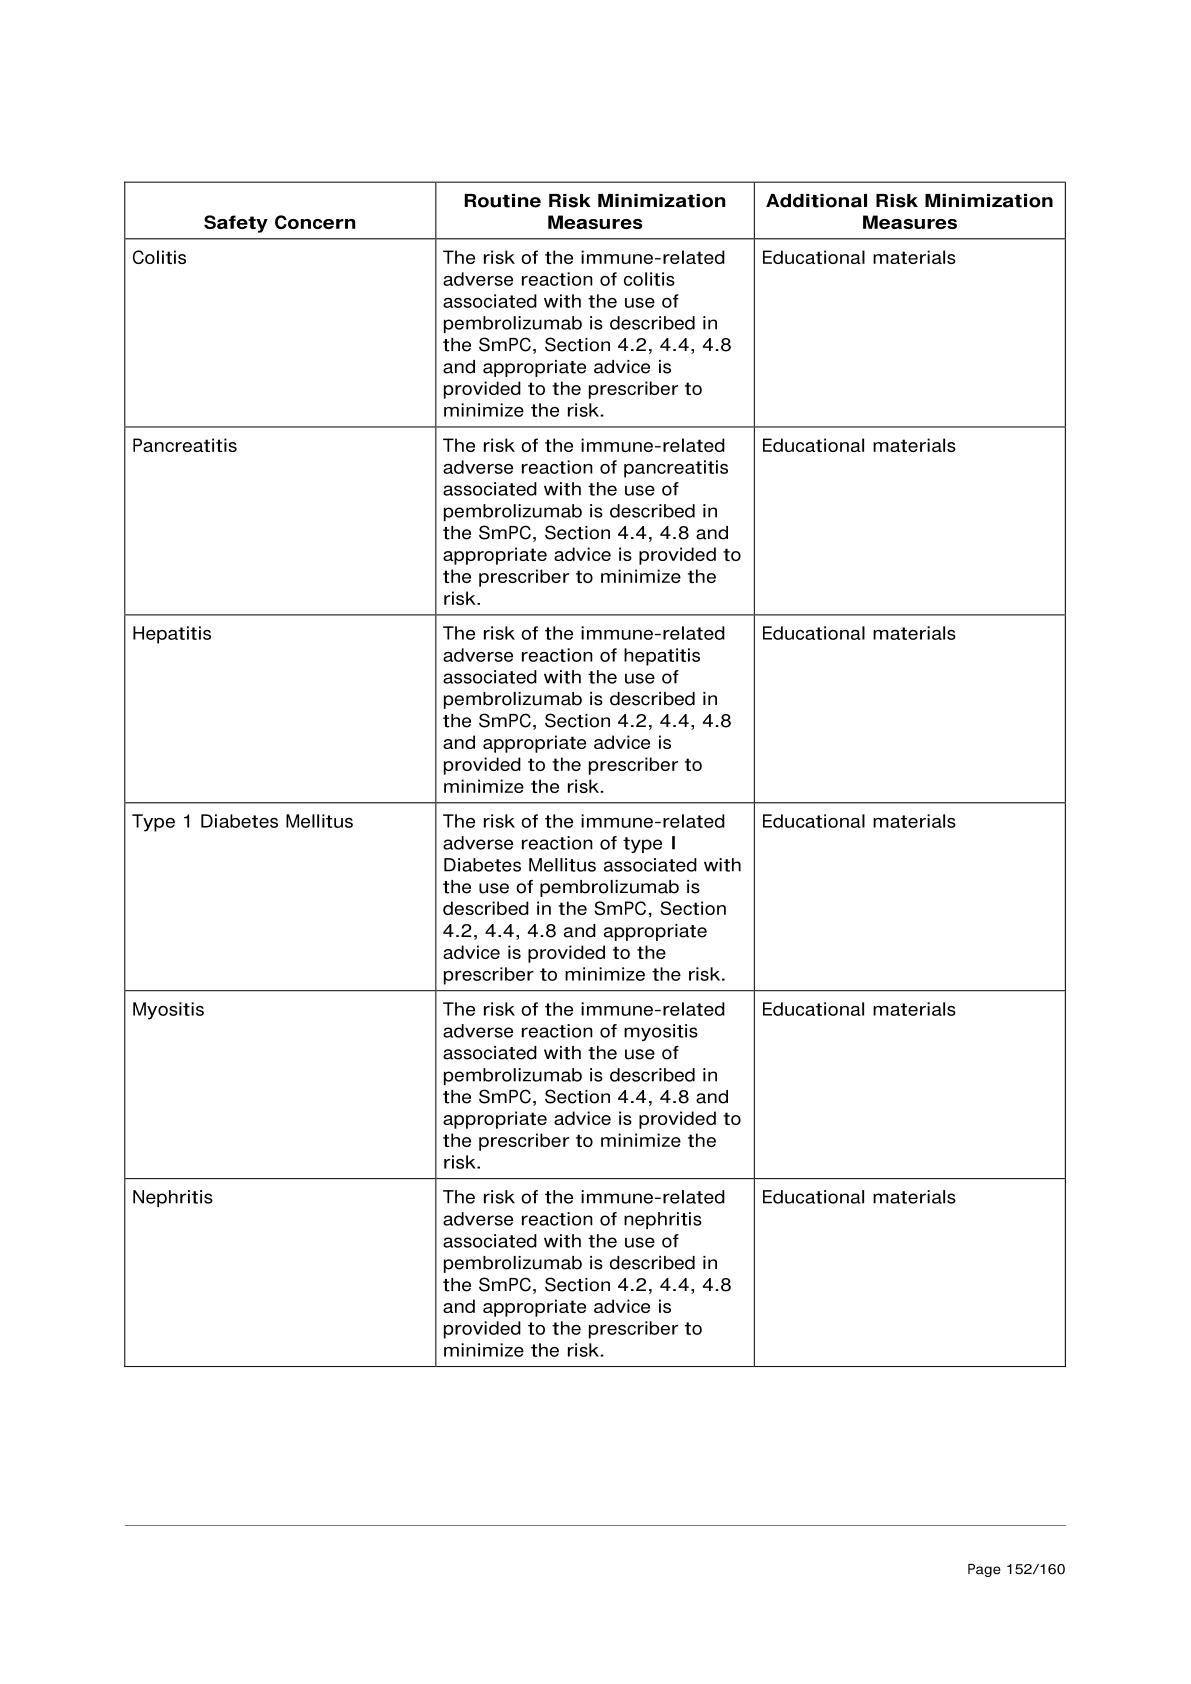 Safety Concern
Routine Risk Minimization
Measures
Additional Risk Minimization
Measures
Colitis
The risk of the immune-related
adverse reaction of colitis
associated with the use of
pembrolizumab is described in
the SmPC, Section 4.2, 4.4, 4.8
and appropriate advice is
provided to the prescriber to
minimize the risk.
Educational materials
Pancreatitis
The risk of the immune-related
adverse reaction of pancreatitis
associated with the use of
pembrolizumab is described in
the SmPC, Section 4.4, 4.8 and
appropriate advice is provided to
the prescriber to minimize the
risk.
Educational materials
Hepatitis
The risk of the immune-related
adverse reaction of hepatitis
associated with the use of
pembrolizumab is described in
the SmPC, Section 4.2, 4.4, 4.8
and appropriate advice is
provided to the prescriber to
minimize the risk.
Educational materials
Type 1 Diabetes Mellitus
The risk of the immune-related
adverse reaction of type I
Diabetes Mellitus associated with
the use of pembrolizumab is
described in the SmPC, Section
4.2, 4.4, 4.8 and appropriate
advice is provided to the
prescriber to minimize the risk.
Educational materials
Myositis
The risk of the immune-related
adverse reaction of myositis
associated with the use of
pembrolizumab is described in
the SmPC, Section 4.4, 4.8 and
appropriate advice is provided to
the prescriber to minimize the
risk.
Educational materials
Nephritis
The risk of the immune-related
adverse reaction of nephritis
associated with the use of
pembrolizumab is described in
the SmPC, Section 4.2, 4.4, 4.8
and appropriate advice is
provided to the prescriber to
minimize the risk.
Educational materials
Page 152/160